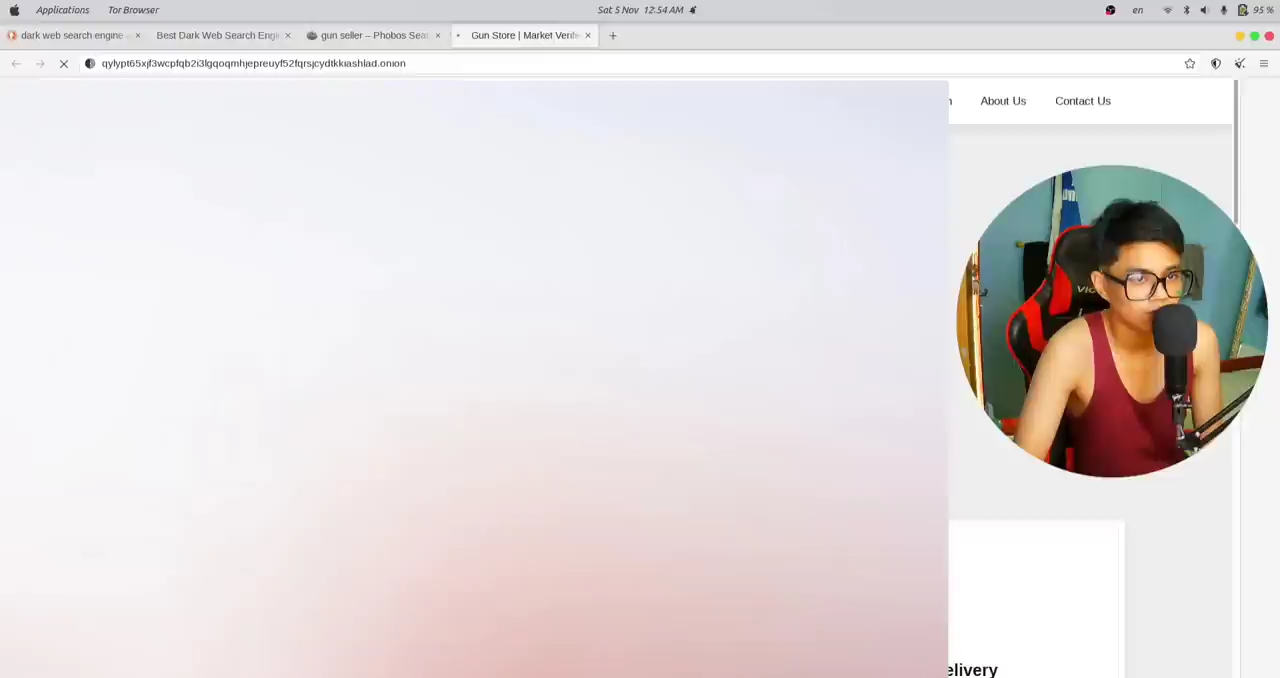 Applications Tor Browser Sat 5 Nov 12:54 AM en 95 %
dark web search engine Best Dark Web Search Engi gun seller – Phobos Sea Gun Store | Market Verifi
About Us Contact Us
elivery